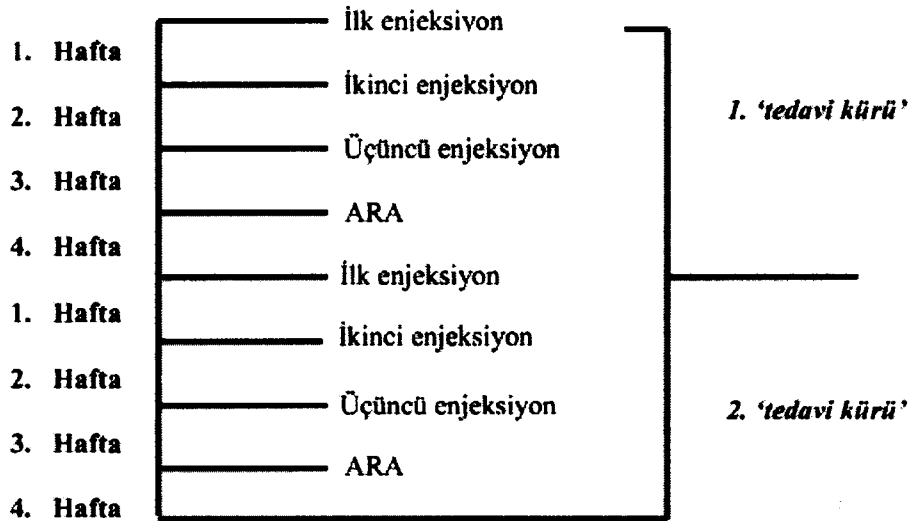 İlk enjeksiyon
1. Hafta
İkinci enjeksiyon
2. Hafta
1. ‘tedavi kürü’
Üçüncü enjeksiyon
3. Hafta
ARA
4. Hafta
İlk enjeksiyon
1. Hafta
İkinci enjeksiyon
2. Hafta
Üçüncü enjeksiyon
2. ‘tedavi kürü’
3. Hafta
ARA
4. Hafta